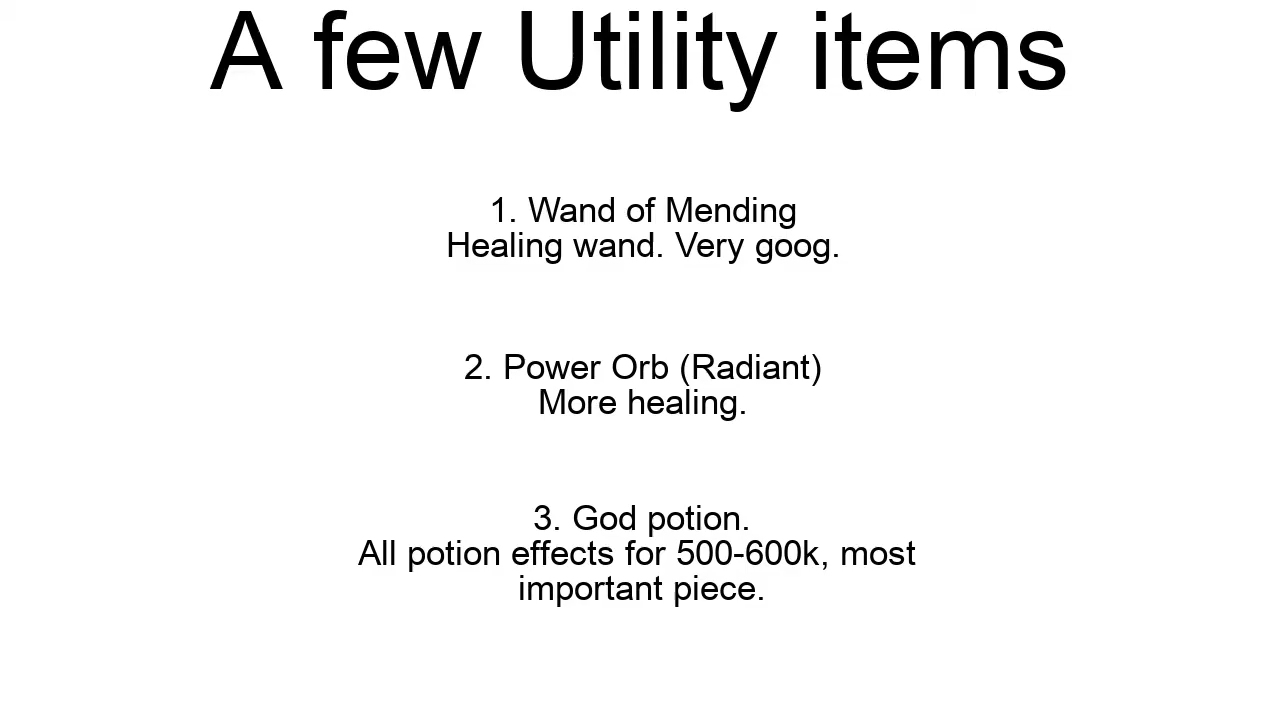 A few Utility items
1. Wand of Mending
Healing wand. Very goog.
2. Power Orb (Radiant)
More healing.
3. God potion.
All potion effects for 500-600k, most
important piece.